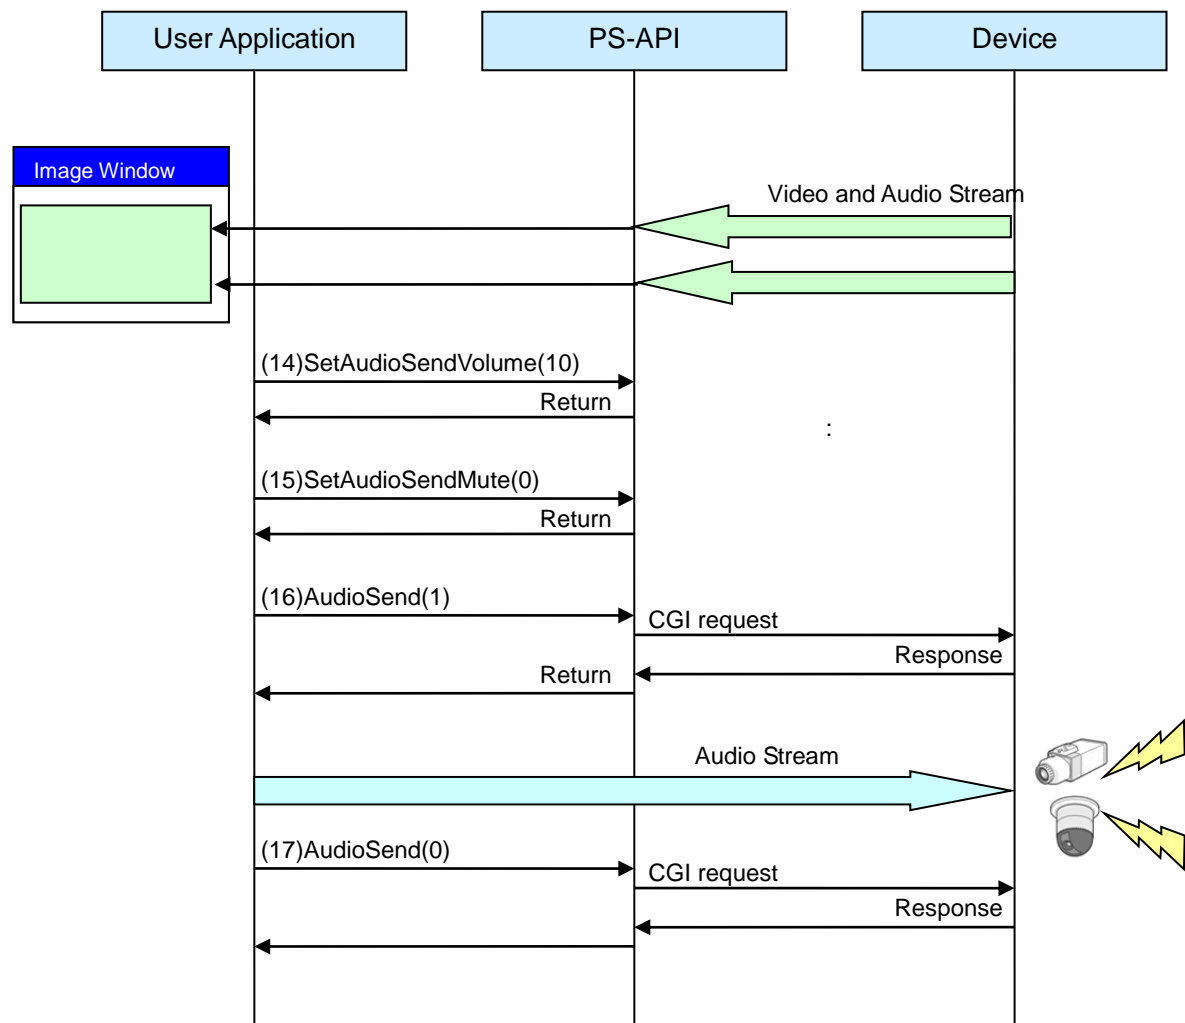 User Application
PS-API
Device
Image Window
Video and Audio Stream
(14)SetAudioSendVolume(10)
Return
:
(15)SetAudioSendMute(0)
Return
(16)AudioSend(1)
CGI request
Response
Return
Audio Stream
(17)AudioSend(0)
CGI request
Response